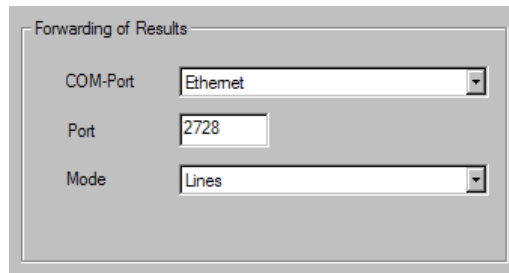 Forwarding of Results
COM-Port Ethernet
Port 2728
Mode Lines